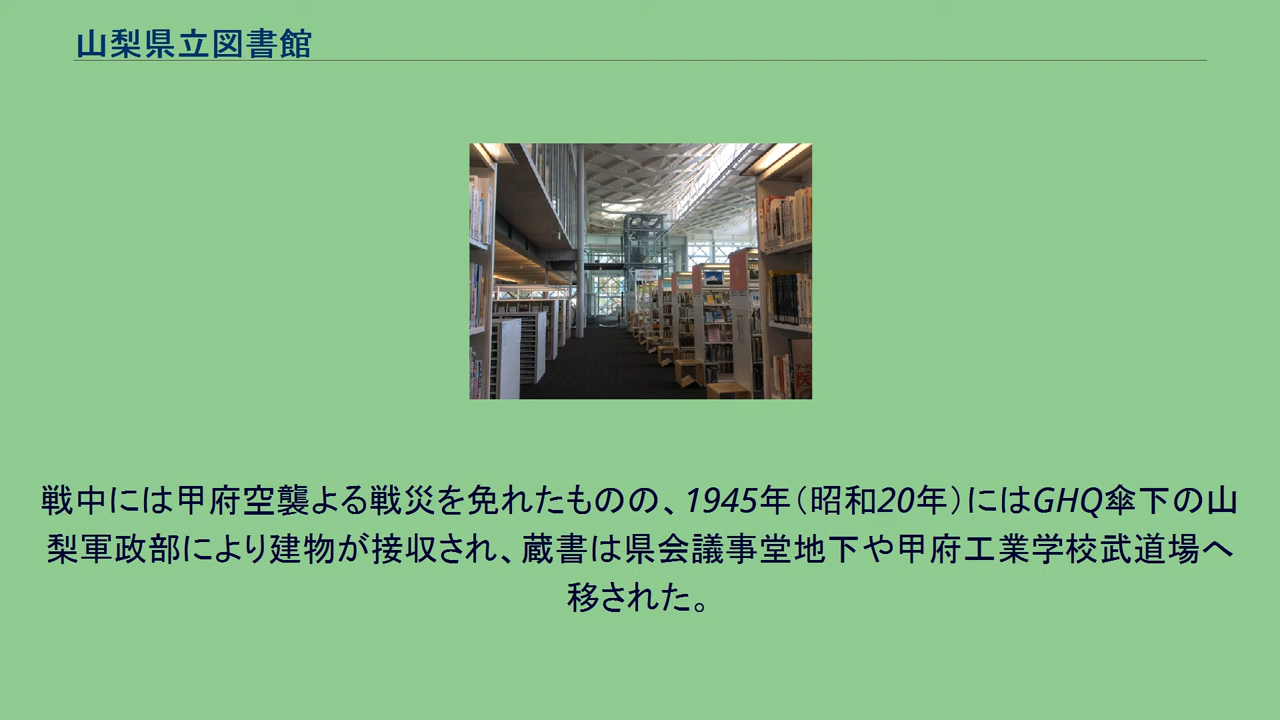 山梨県立図書館
戦中には甲府空襲よる戦災を免れたものの、1945年（昭和20年）にはGHQ傘下の山
梨軍政部により建物が接収され、蔵書は県会議事堂地下や甲府工業学校武道場へ
移された。